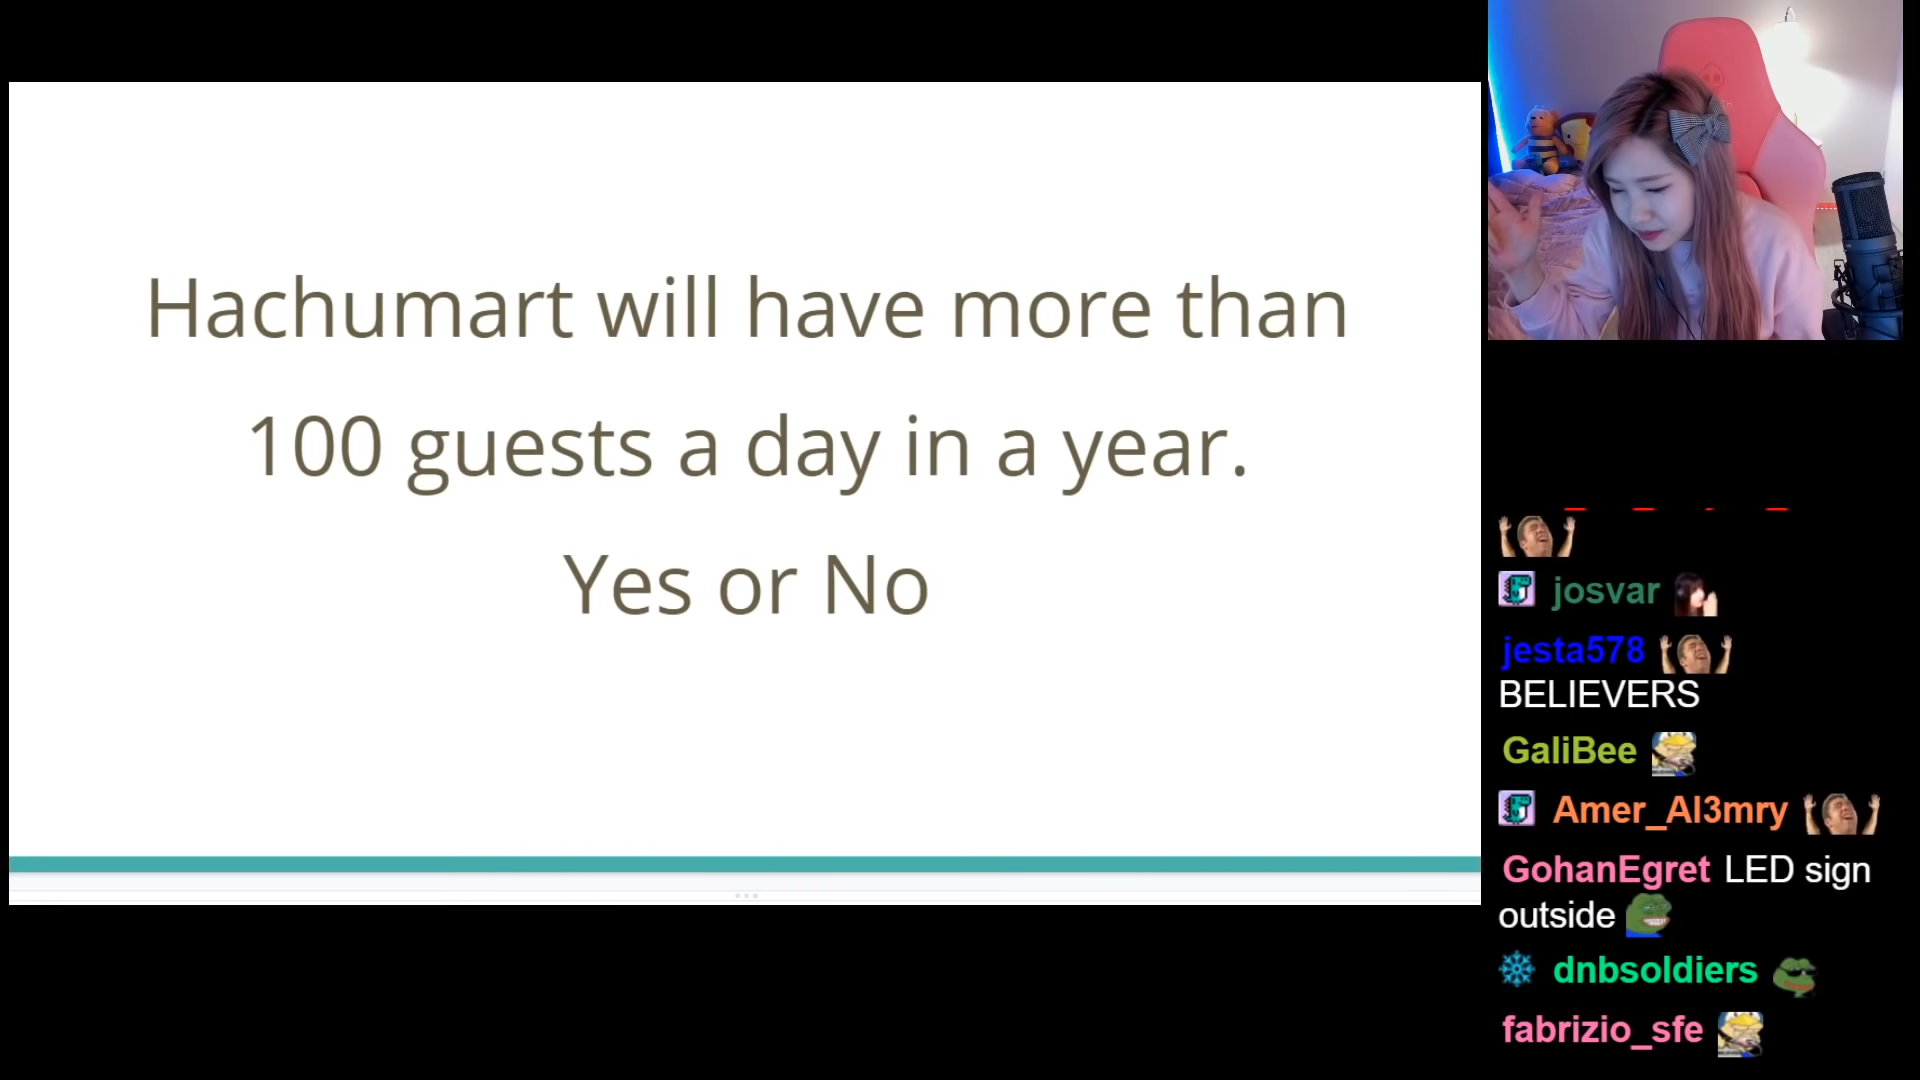 Hachumart will have more than
100 guests a day in a year.
Yes or No
josvar
jesta578
BELIEVERS
GaliBee
Amer_Al3mry
GohanEgret LED sign
outside
dnbsoldiers
fabrizio_sfe